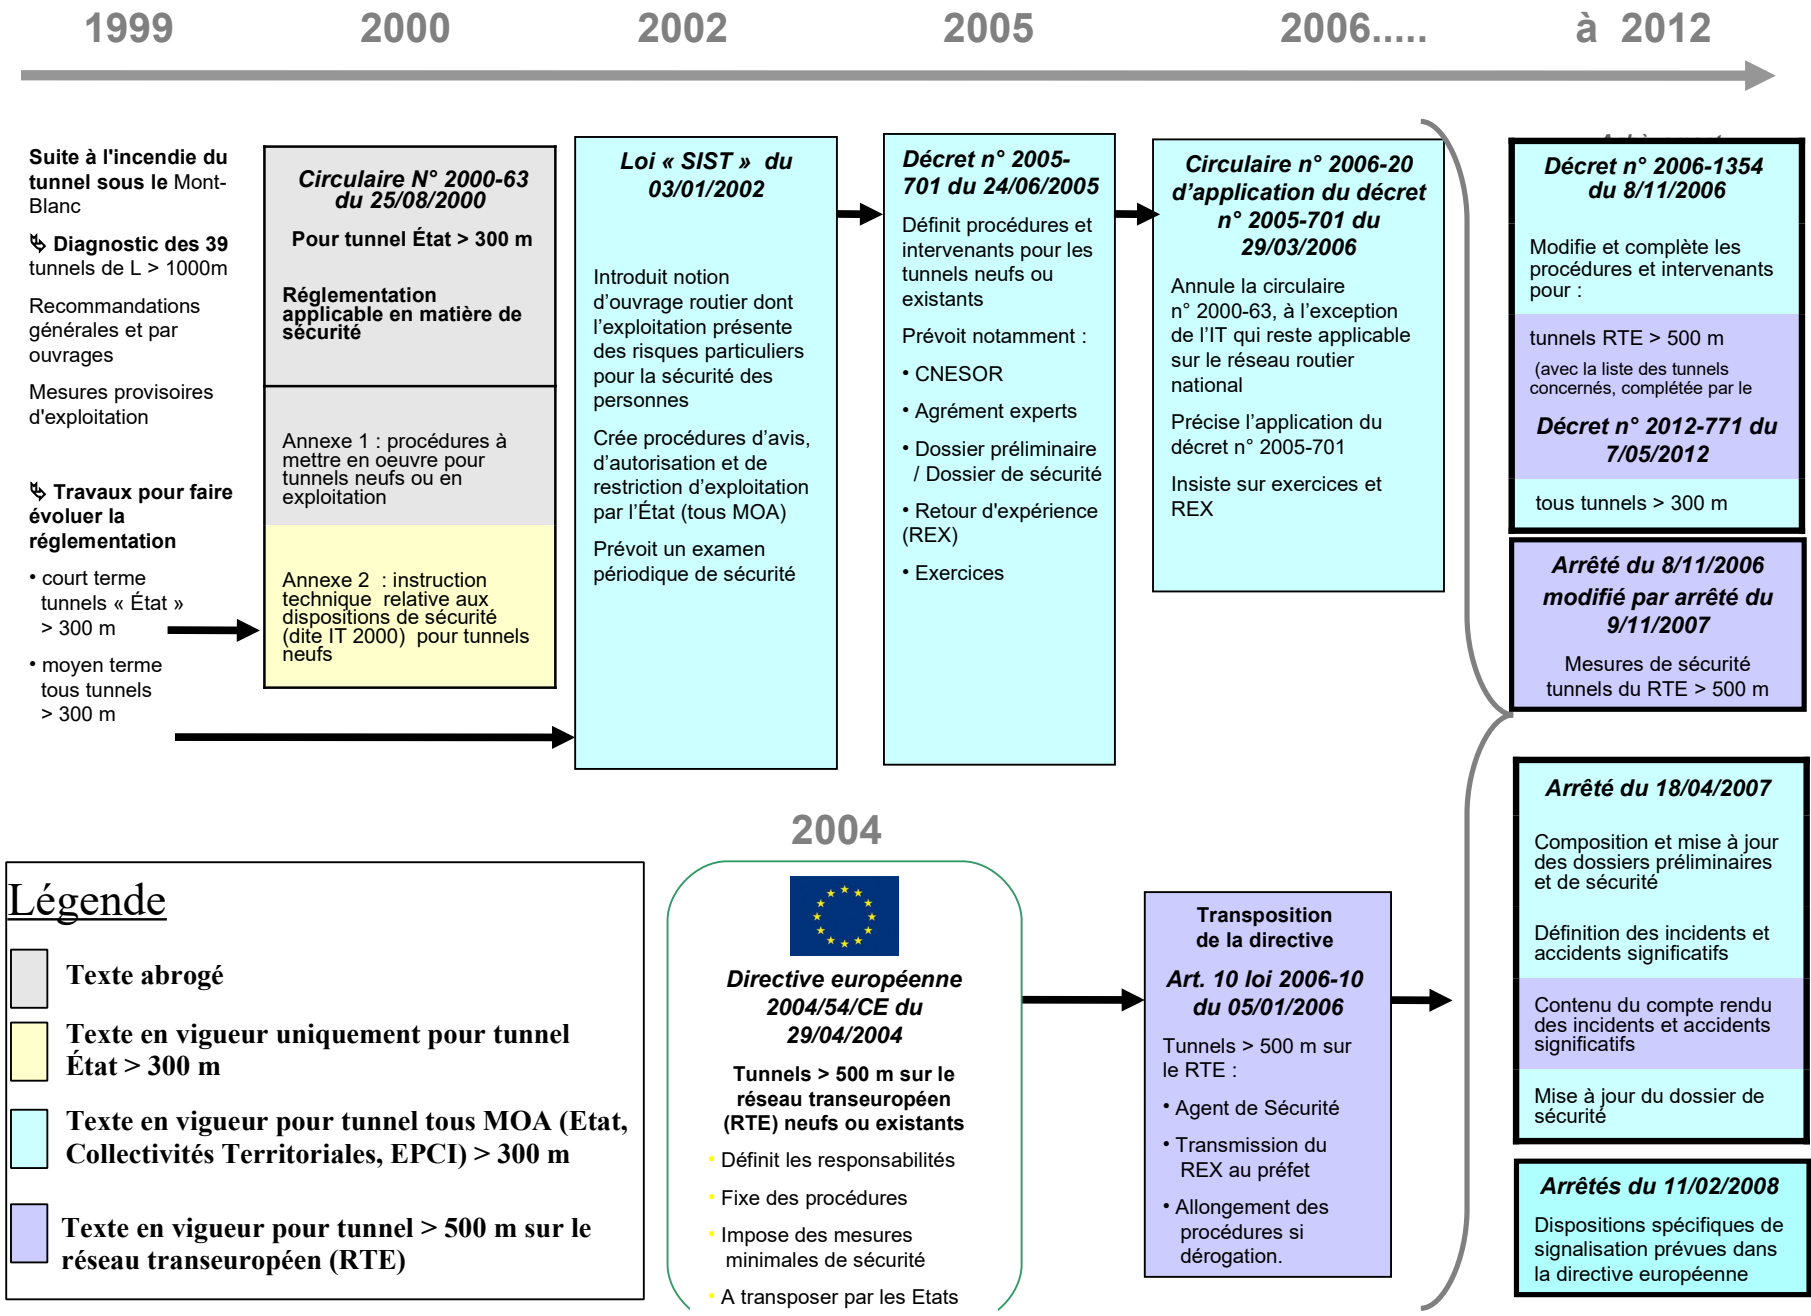 1999
2000
2002
2005
2006.....
à 2012
Suite à l'incendie du
tunnel sous le Mont-
Blanc
Diagnostic des 39
tunnels de L > 1000m
Recommandations
générales et par
ouvrages
Mesures provisoires
d'exploitation
Travaux pour faire
évoluer la
réglementation
• court terme
tunnels « État »
> 300 m
• moyen terme
tous tunnels
> 300 m
Circulaire N° 2000-63
du 25/08/2000
Pour tunnel État > 300 m
Réglementation
applicable en matière de
sécurité
Annexe 1 : procédures à
mettre en oeuvre pour
tunnels neufs ou en
exploitation
Annexe 2 : instruction
technique relative aux
dispositions de sécurité
(dite IT 2000) pour tunnels
neufs
Loi « SIST » du
03/01/2002
Introduit notion
d'ouvrage routier dont
l'exploitation présente
des risques particuliers
pour la sécurité des
personnes
Crée procédures d'avis,
d'autorisation et de
restriction d'exploitation
par l'État (tous MOA)
Prévoit un examen
périodique de sécurité
Décret n° 2005-
701 du 24/06/2005
Définit procédures et
intervenants pour les
tunnels neufs ou
existants
Prévoit notamment :
• CNESOR
• Agrément experts
• Dossier préliminaire
/ Dossier de sécurité
• Retour d'expérience
(REX)
• Exercices
Circulaire n° 2006-20
d'application du décret
n° 2005-701 du
29/03/2006
Annule la circulaire
n° 2000-63, à l'exception
de l'IT qui reste applicable
sur le réseau routier
national
Précise l'application du
décret n° 2005-701
Insiste sur exercices et
REX
Décret n° 2006-1354
du 8/11/2006
Modifie et complète les
procédures et intervenants
pour :
tunnels RTE > 500 m
(avec la liste des tunnels
concernés, complétée par le
Décret n° 2012-771 du
7/05/2012
tous tunnels > 300 m
Arrêté du 8/11/2006
modifié par arrêté du
9/11/2007
Mesures de sécurité
tunnels du RTE > 500 m
Arrêté du 18/04/2007
Composition et mise à jour
des dossiers préliminaires
et de sécurité
Définition des incidents et
accidents significatifs
Contenu du compte rendu
des incidents et accidents
significatifs
Mise à jour du dossier de
sécurité
Arrêtés du 11/02/2008
Dispositions spécifiques de
signalisation prévues dans
la directive européenne
2004
Directive européenne
2004/54/CE du
29/04/2004
Tunnels > 500 m sur le
réseau transeuropéen
(RTE) neufs ou existants
• Définit les responsabilités
• Fixe des procédures
• Impose des mesures
minimales de sécurité
• A transposer par les Etats
Transposition
de la directive
Art. 10 loi 2006-10
du 05/01/2006
Tunnels > 500 m sur
le RTE :
• Agent de Sécurité
• Transmission du
REX au préfet
• Allongement des
procédures si
dérogation.
Légende
Texte abrogé
Texte en vigueur uniquement pour tunnel
État > 300 m
Texte en vigueur pour tunnel tous MOA (Etat,
Collectivités Territoriales, EPCI) > 300 m
Texte en vigueur pour tunnel > 500 m sur le
réseau transeuropéen (RTE)